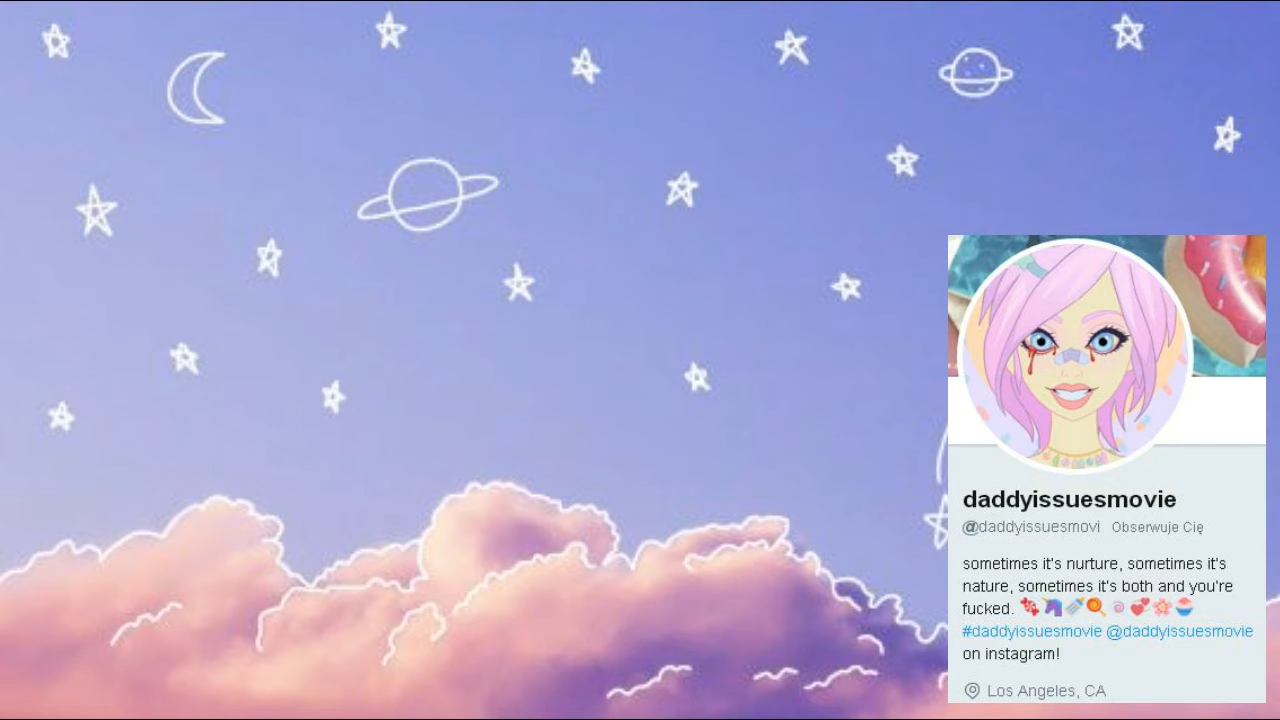 daddyissuesmovie
@daddyissuesmovi Obserwuje Cię
sometimes it's nurture, sometimes it's
nature, sometimes it's both and you're
fucked. 🍬🦄🍼🍭🍥💞🌸🍧
#daddyissuesmovie @daddyissuesmovie
on instagram!
Los Angeles, CA